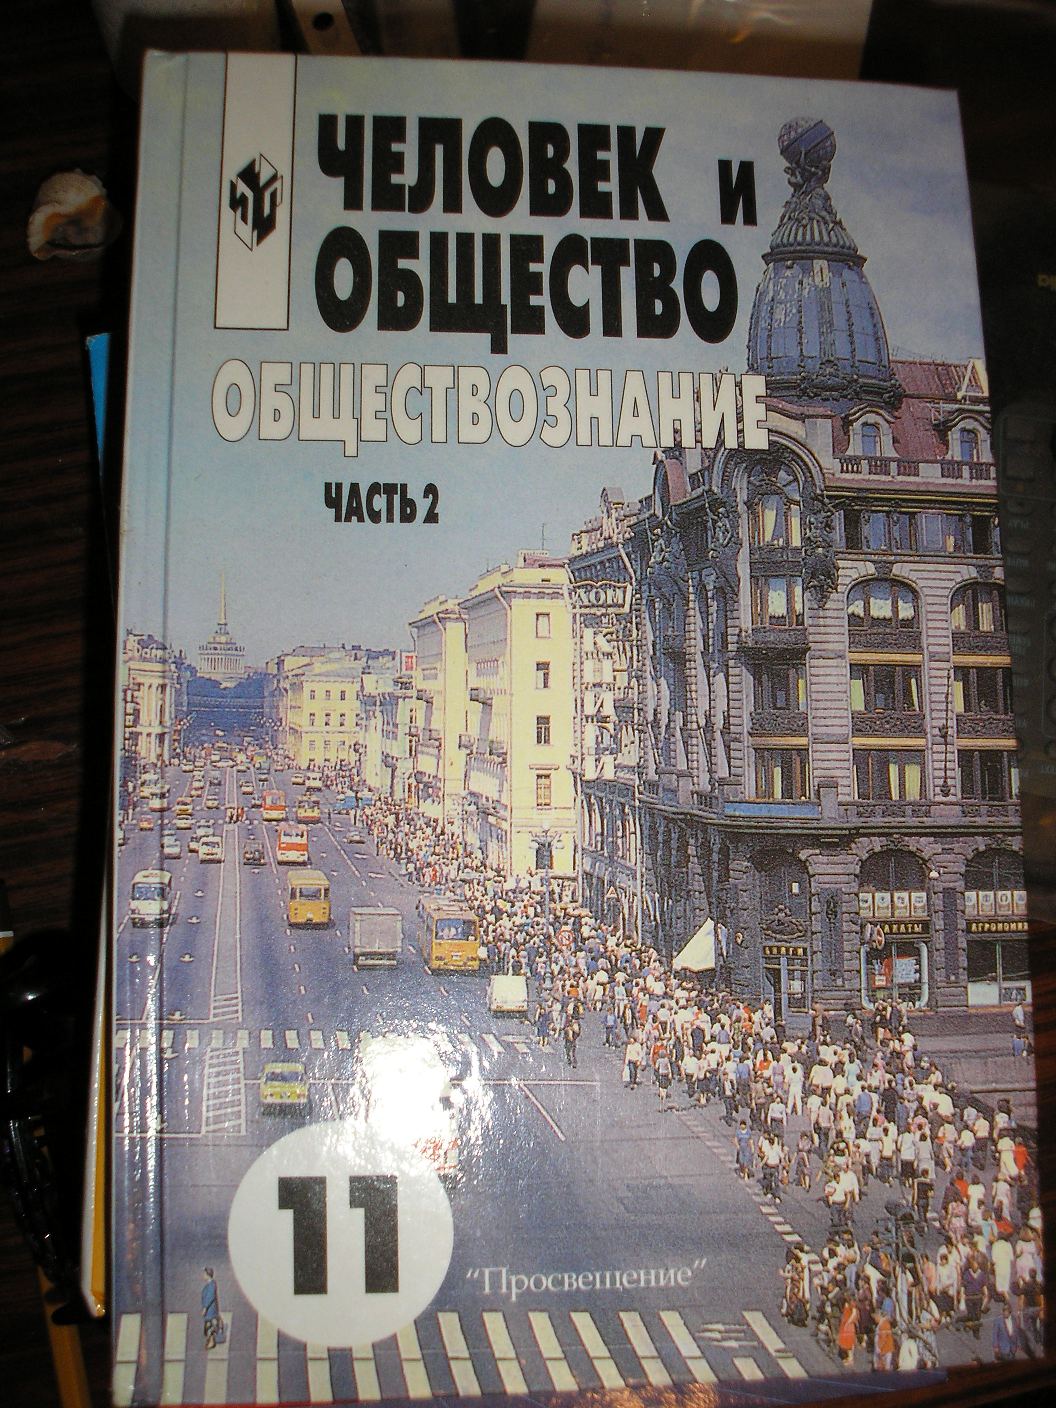 ЧЕЛОВЕК И
ОБЩЕСТВО
ОБЩЕСТВОЗНАНИЕ
ЧАСТЬ 2
11
"Просвещение"